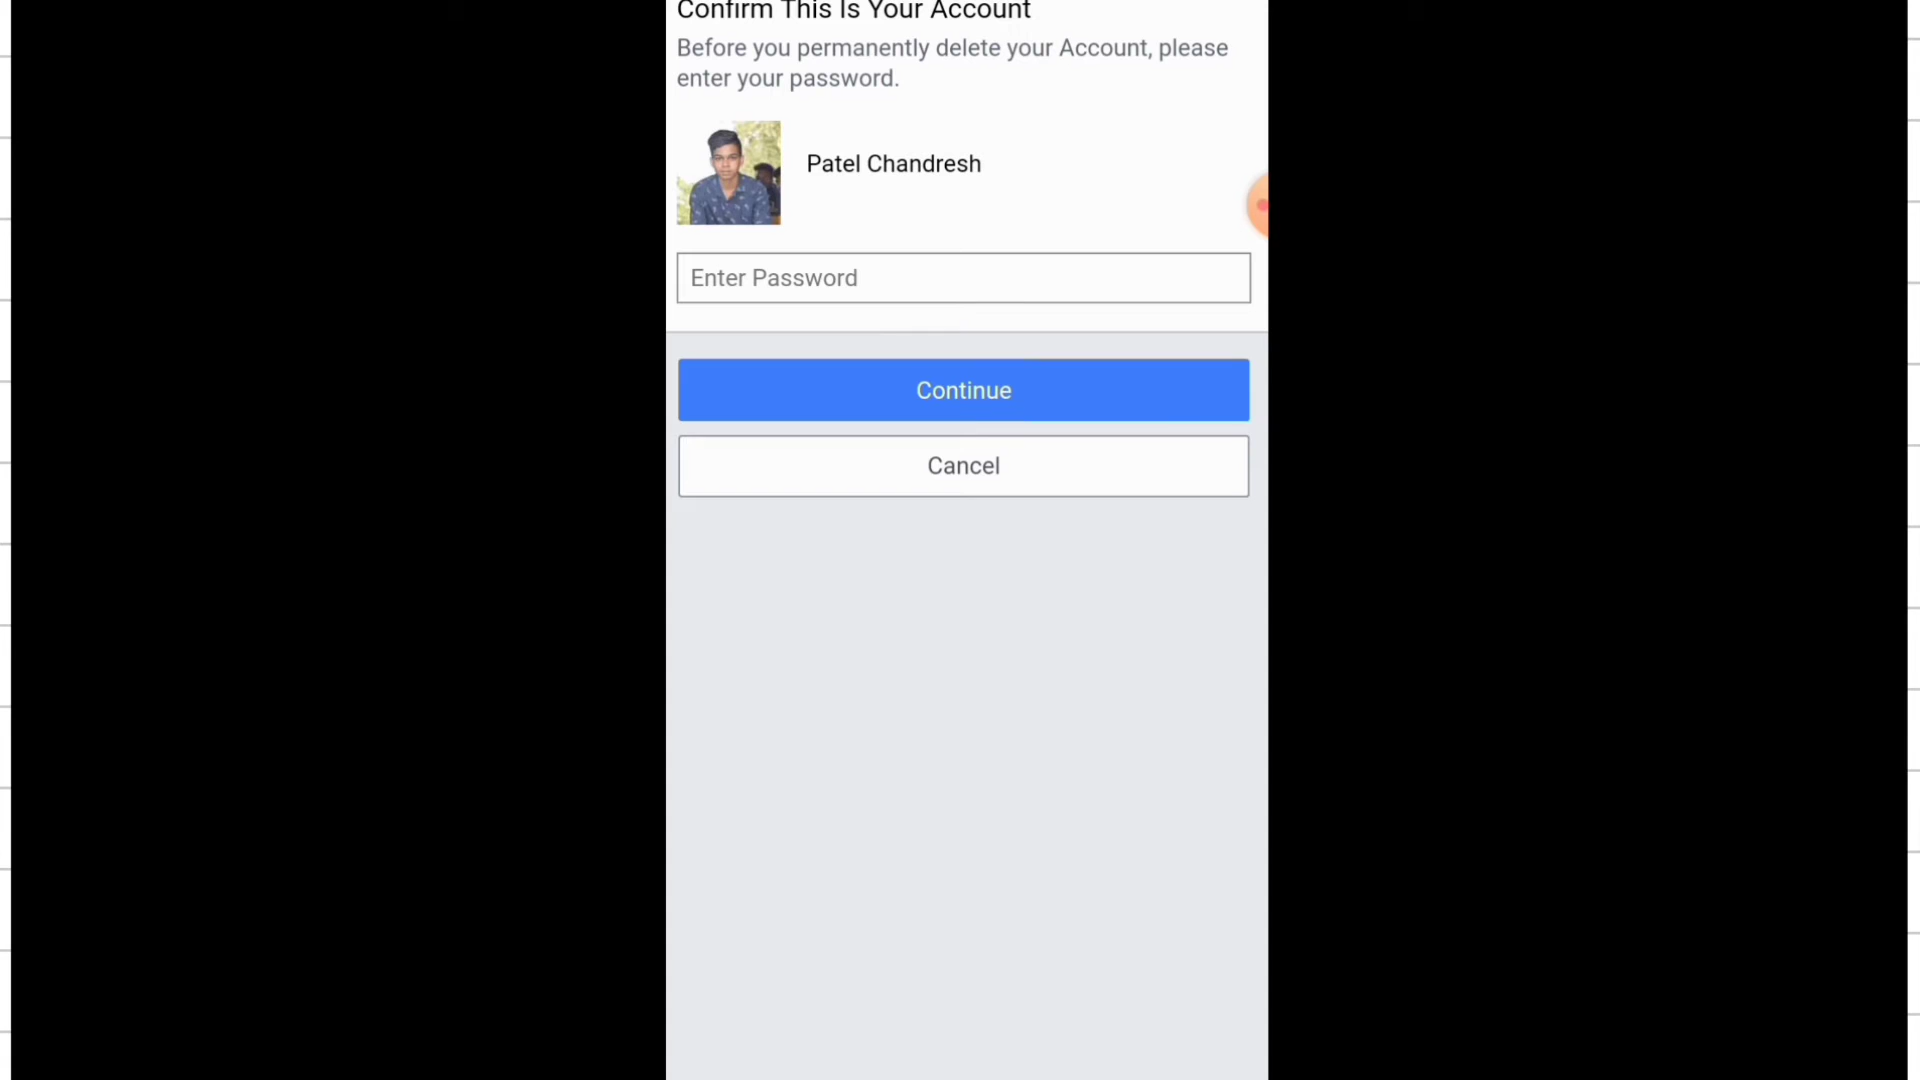 Confirm This Is Your Account
Before you permanently delete your Account, please
enter your password.
Patel Chandresh
Enter Password
Continue
Cancel